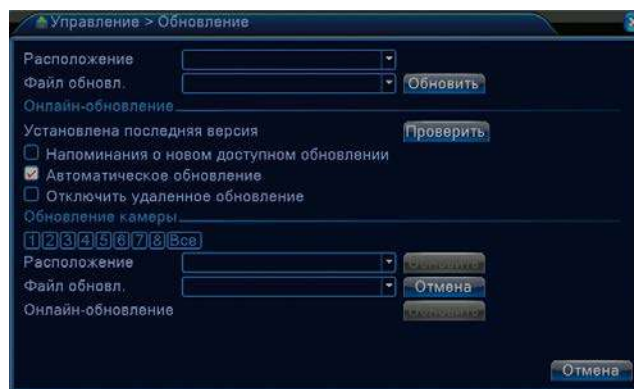 Управление > Обновление
Расположение
Файл обновл. Обновить
Онлайн-обновление
Установлена последняя версия Проверить
Напоминания о новом доступном обновлении
Автоматическое обновление
Отключить удаленное обновление
Обновление камеры
1 2 3 4 5 6 7 8 Все
Расположение Обновить
Файл обновл. Отмена
Онлайн-обновление Обновить
Отмена